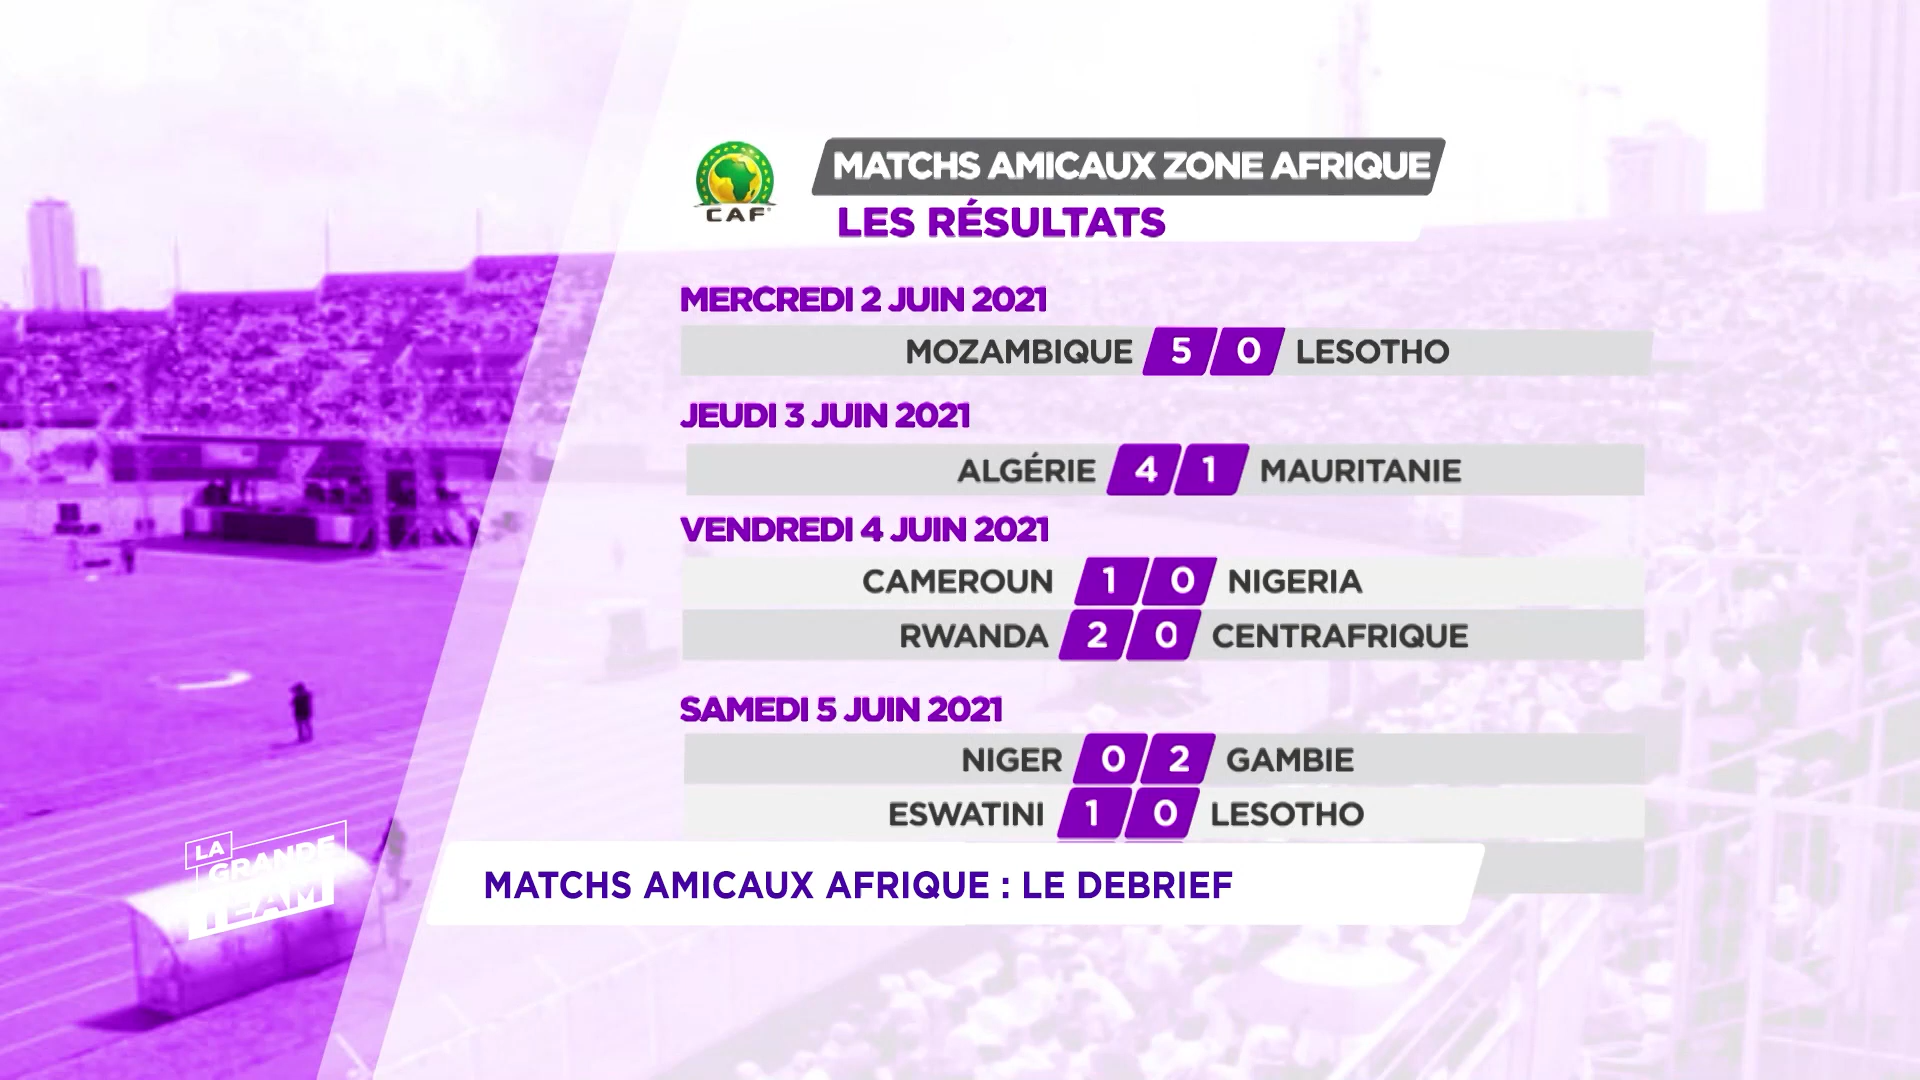 CAF
MATCHS AMICAUX ZONE AFRIQUE
LES RÉSULTATS
MERCREDI 2 JUIN 2021
MOZAMBIQUE 5 0 LESOTHO
JEUDI 3 JUIN 2021
ALGÉRIE 4 1 MAURITANIE
VENDREDI 4 JUIN 2021
CAMEROUN 1 0 NIGERIA
RWANDA 2 0 CENTRAFRIQUE
SAMEDI 5 JUIN 2021
NIGER 0 2 GAMBIE
ESWATINI 1 0 LESOTHO
MATCHS AMICAUX AFRIQUE : LE DEBRIEF
LA
GRANDE
TEAM